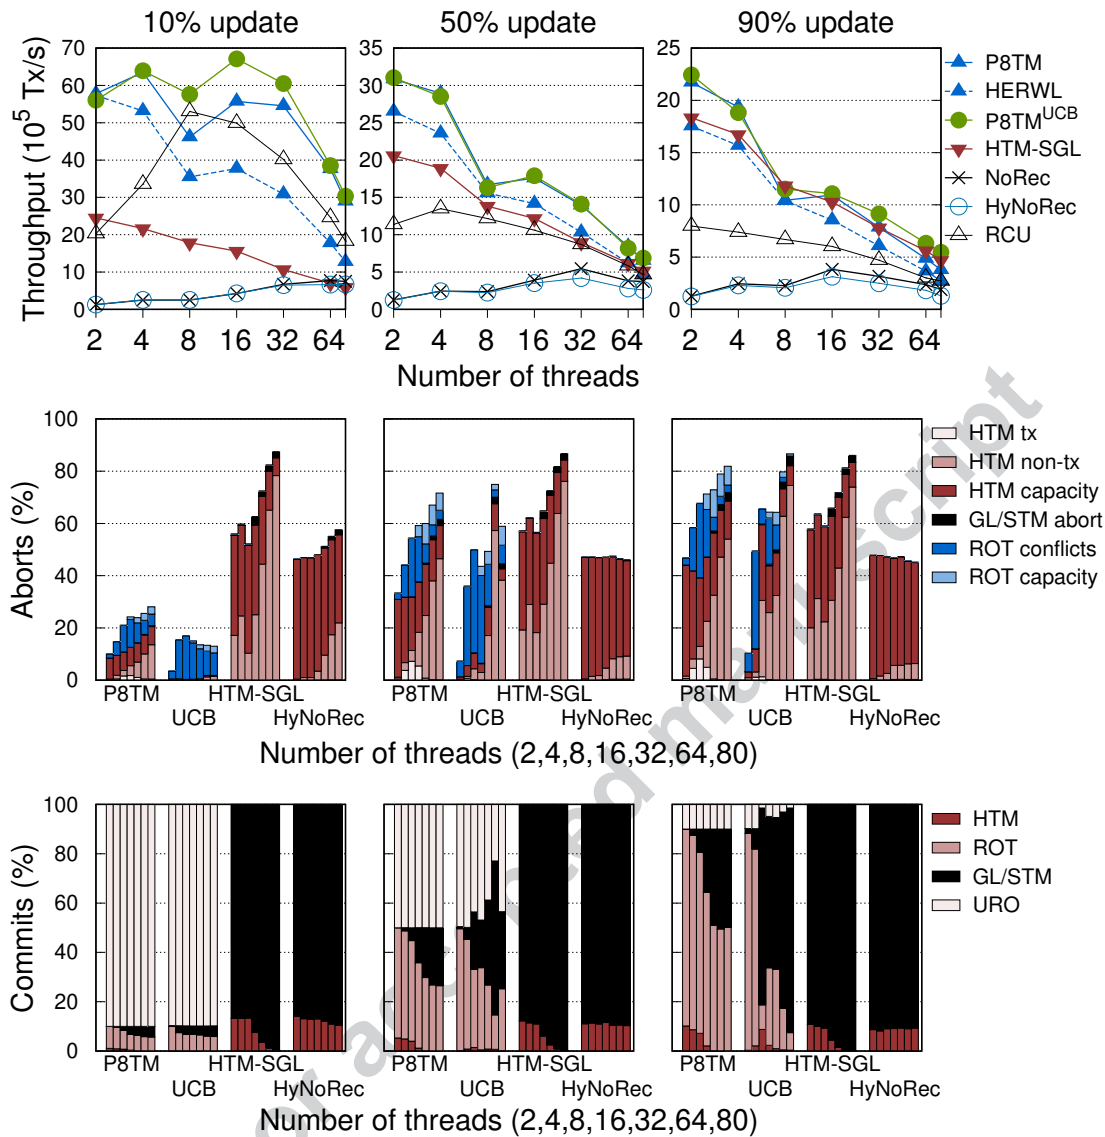 10% update
50% update
90% update
Throughput (10^5 Tx/s)
70
60
50
40
30
20
10
0
35
30
25
20
15
10
5
0
25
20
15
10
5
0
2 4 8 16 32 64
2 4 8 16 32 64
2 4 8 16 32 64
Number of threads
P8TM
HERWL
P8TM^UCB
HTM-SGL
NoRec
HyNoRec
RCU
Aborts (%)
100
80
60
40
20
0
P8TM HTM-SGL
UCB HyNoRec
P8TM HTM-SGL
UCB HyNoRec
P8TM HTM-SGL
UCB HyNoRec
Number of threads (2,4,8,16,32,64,80)
HTM tx
HTM non-tx
HTM capacity
GL/STM abort
ROT conflicts
ROT capacity
Commits (%)
100
80
60
40
20
0
P8TM HTM-SGL
UCB HyNoRec
P8TM HTM-SGL
UCB HyNoRec
P8TM HTM-SGL
UCB HyNoRec
Number of threads (2,4,8,16,32,64,80)
HTM
ROT
GL/STM
URO
or accepted manuscript